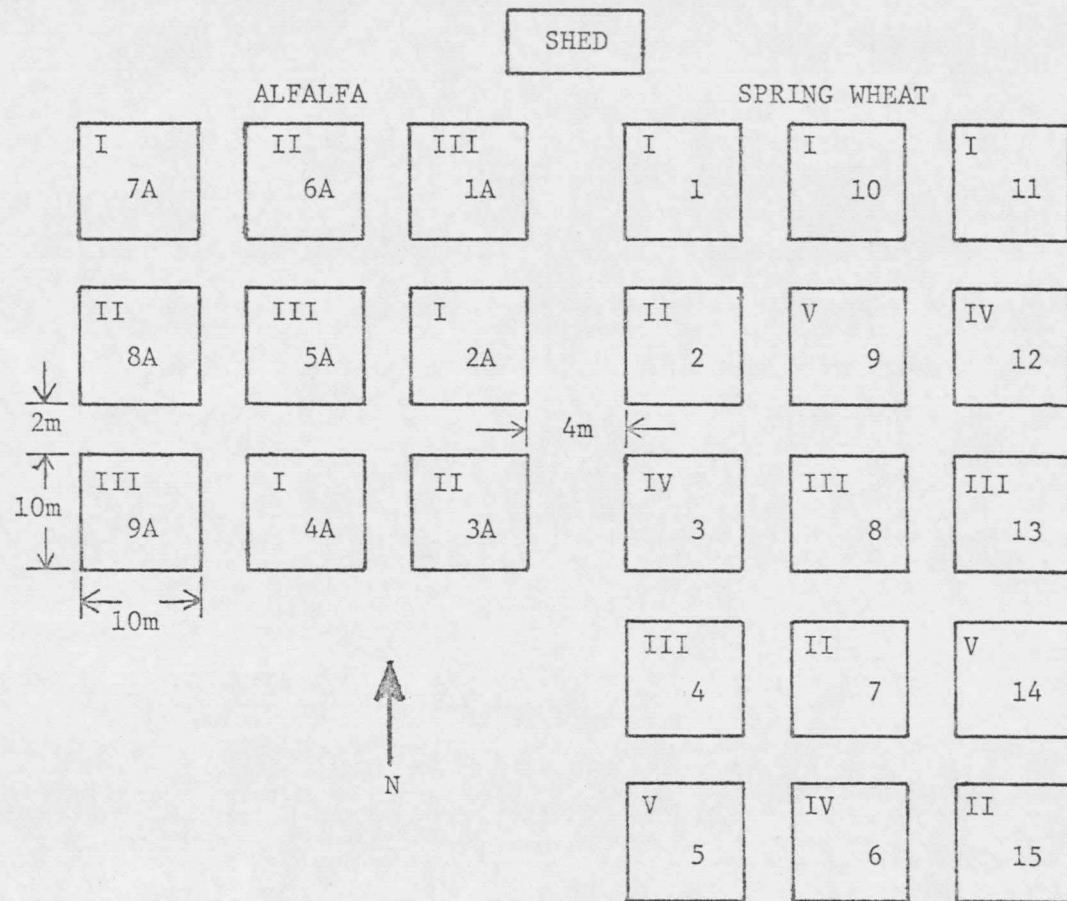 SHED
ALFALFA SPRING WHEAT
I II III I I I
7A 6A 1A 1 10 11
II III I II V IV
8A 5A 2A 2 9 12
2m 4m
III I II IV III III
10m
9A 4A 3A 3 8 13
10m
III II V
4 7 14
N
V IV II
5 6 15